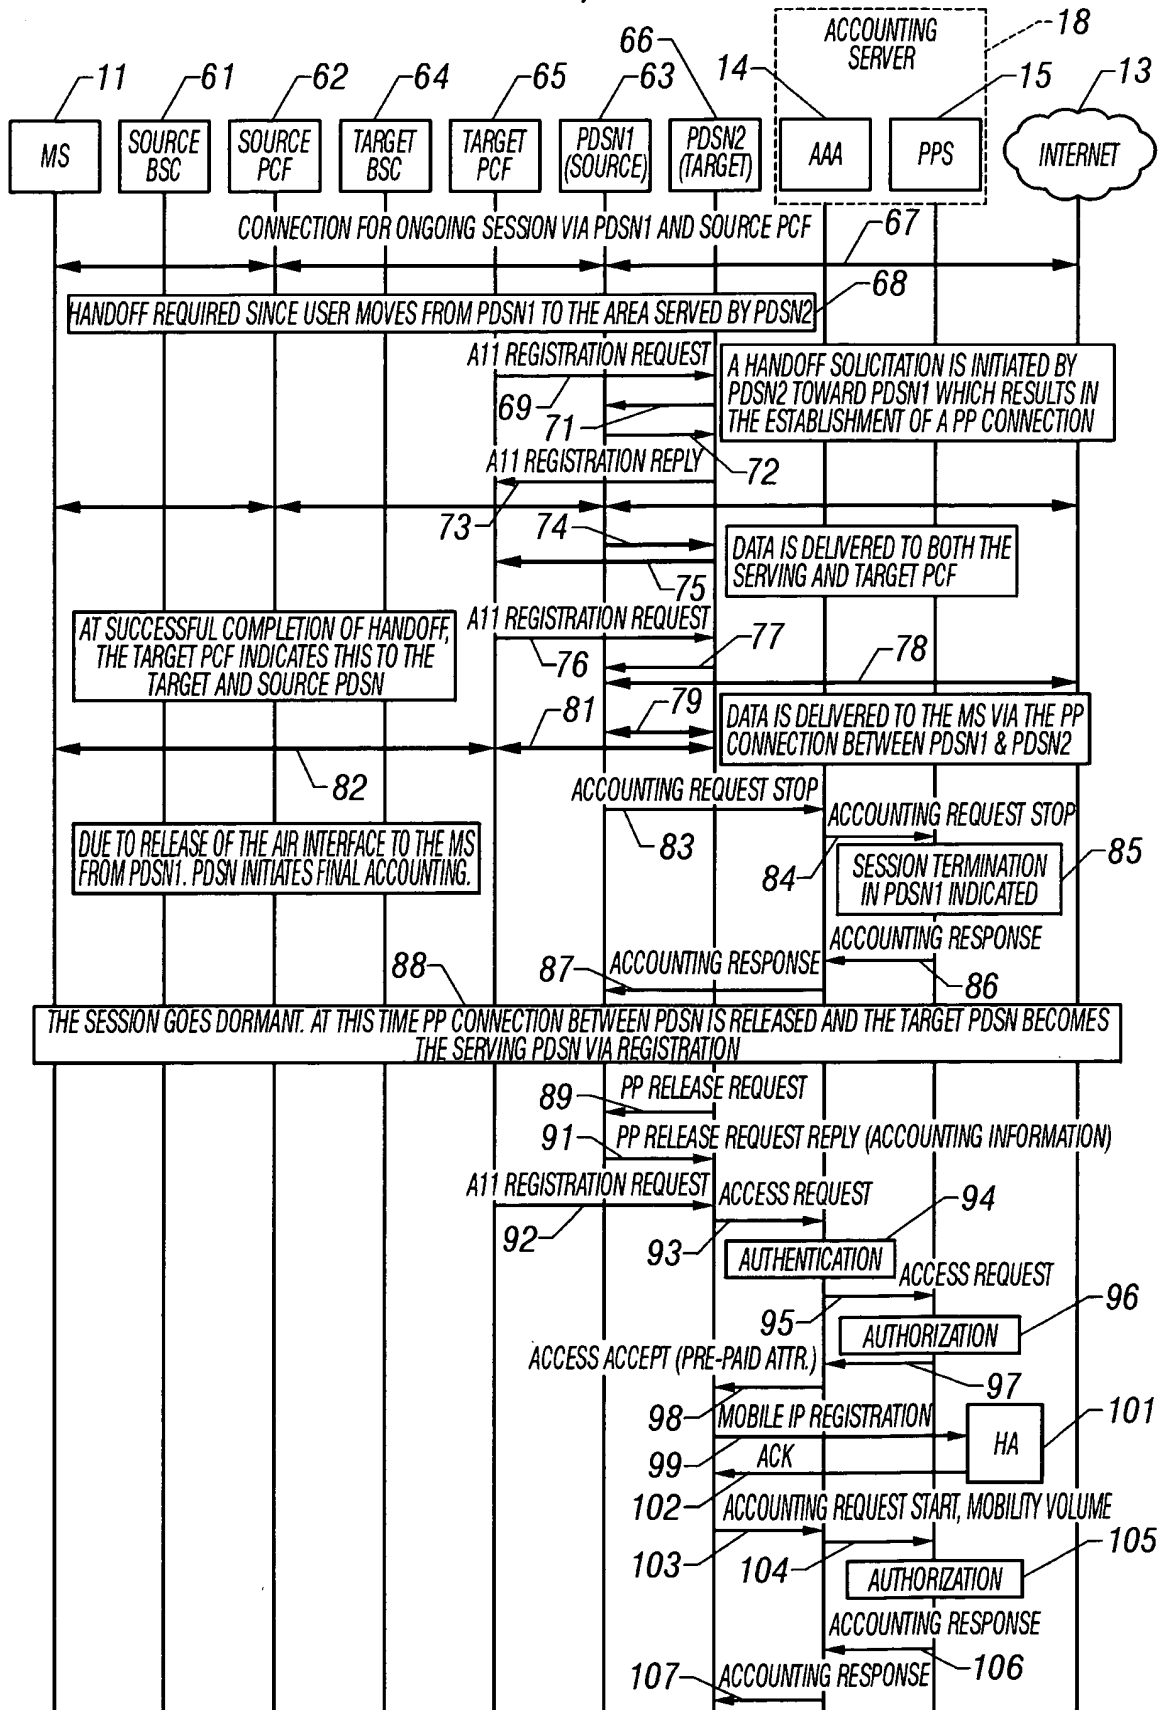 ACCOUNTING
SERVER
18
66
11
61
62
64
65
63
14
15
13
MS
SOURCE
BSC
SOURCE
PCF
TARGET
BSC
TARGET
PCF
PDSN1
(SOURCE)
PDSN2
(TARGET)
AAA
PPS
INTERNET
CONNECTION FOR ONGOING SESSION VIA PDSN1 AND SOURCE PCF
67
68
HANDOFF REQUIRED SINCE USER MOVES FROM PDSN1 TO THE AREA SERVED BY PDSN2
A11 REGISTRATION REQUEST
A HANDOFF SOLICITATION IS INITIATED BY
PDSN2 TOWARD PDSN1 WHICH RESULTS IN
THE ESTABLISHMENT OF A PP CONNECTION
69
71
72
A11 REGISTRATION REPLY
73
74
DATA IS DELIVERED TO BOTH THE
SERVING AND TARGET PCF
75
A11 REGISTRATION REQUEST
AT SUCCESSFUL COMPLETION OF HANDOFF,
THE TARGET PCF INDICATES THIS TO THE
TARGET AND SOURCE PDSN
76
77
78
79
81
DATA IS DELIVERED TO THE MS VIA THE PP
CONNECTION BETWEEN PDSN1 & PDSN2
82
ACCOUNTING REQUEST STOP
83
ACCOUNTING REQUEST STOP
84
DUE TO RELEASE OF THE AIR INTERFACE TO THE MS
FROM PDSN1. PDSN INITIATES FINAL ACCOUNTING.
85
SESSION TERMINATION
IN PDSN1 INDICATED
ACCOUNTING RESPONSE
86
ACCOUNTING RESPONSE
87
88
THE SESSION GOES DORMANT. AT THIS TIME PP CONNECTION BETWEEN PDSN IS RELEASED AND THE TARGET PDSN BECOMES
THE SERVING PDSN VIA REGISTRATION
PP RELEASE REQUEST
89
91
PP RELEASE REQUEST REPLY (ACCOUNTING INFORMATION)
A11 REGISTRATION REQUEST
92
ACCESS REQUEST
93
94
AUTHENTICATION
ACCESS REQUEST
95
96
AUTHORIZATION
ACCESS ACCEPT (PRE-PAID ATTR.)
97
98
MOBILE IP REGISTRATION
99
HA
101
ACK
102
ACCOUNTING REQUEST START, MOBILITY VOLUME
103
104
105
AUTHORIZATION
ACCOUNTING RESPONSE
106
ACCOUNTING RESPONSE
107